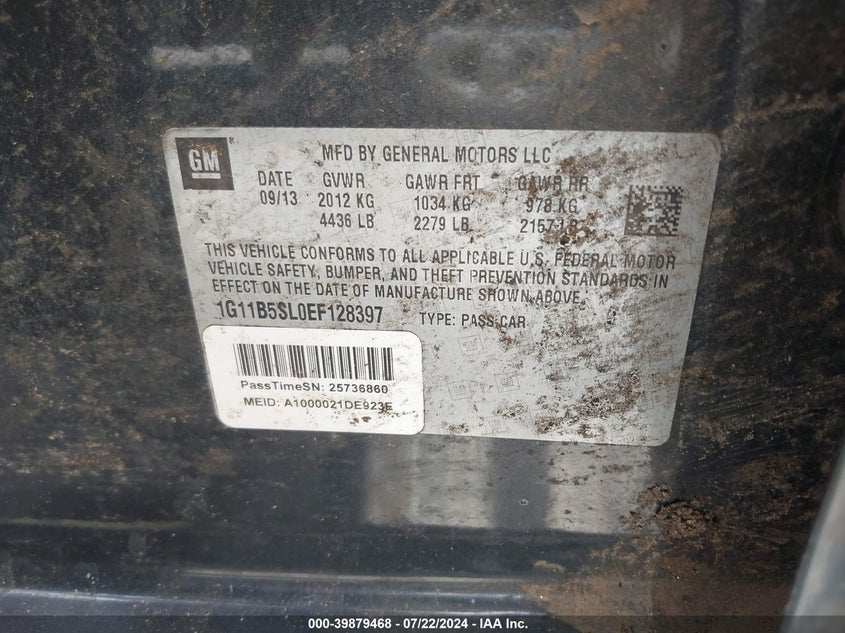 GM
MFD BY GENERAL MOTORS LLC
DATE GVWR GAWR FRT GAWR RR
09/13 2012 KG 1034 KG 978 KG
4436 LB 2279 LB 2157 LB
THIS VEHICLE CONFORMS TO ALL APPLICABLE U.S. FEDERAL MOTOR
VEHICLE SAFETY, BUMPER, AND THEFT PREVENTION STANDARDS IN
EFFECT ON THE DATE OF MANUFACTURE SHOWN ABOVE.
1G11B5SL0EF128397 TYPE: PASS CAR
PassTimeSN: 25736860
MEID: A1000021DE923E
000-39879468 - 07/22/2024 - IAA Inc.